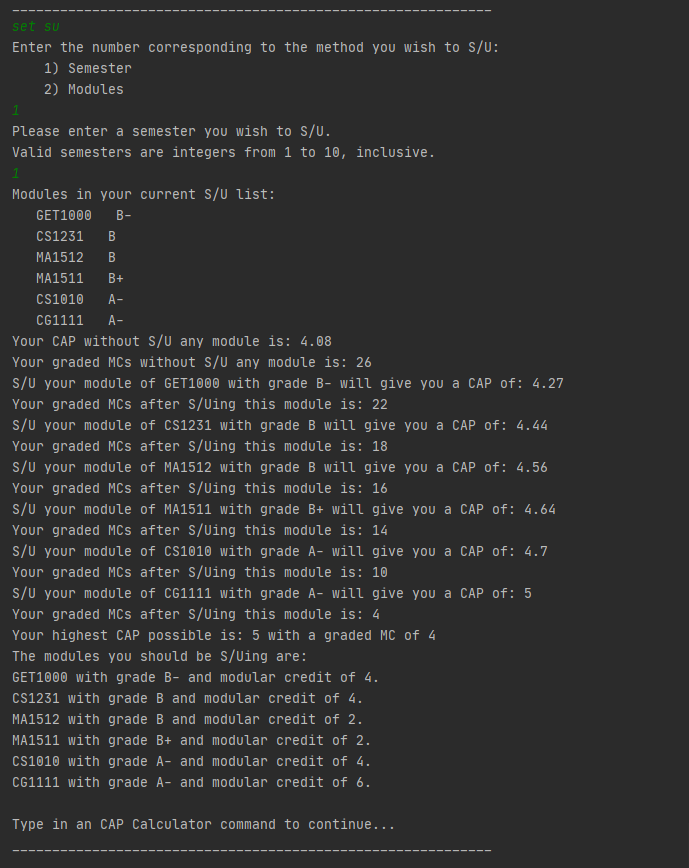 ____________________________________________________________
set su
Enter the number corresponding to the method you wish to S/U:
    1) Semester
    2) Modules
1
Please enter a semester you wish to S/U.
Valid semesters are integers from 1 to 10, inclusive.
1
Modules in your current S/U list:
   GET1000   B-
   CS1231   B
   MA1512   B
   MA1511   B+
   CS1010   A-
   CG1111   A-
Your CAP without S/U any module is: 4.08
Your graded MCs without S/U any module is: 26
S/U your module of GET1000 with grade B- will give you a CAP of: 4.27
Your graded MCs after S/Uing this module is: 22
S/U your module of CS1231 with grade B will give you a CAP of: 4.44
Your graded MCs after S/Uing this module is: 18
S/U your module of MA1512 with grade B will give you a CAP of: 4.56
Your graded MCs after S/Uing this module is: 16
S/U your module of MA1511 with grade B+ will give you a CAP of: 4.64
Your graded MCs after S/Uing this module is: 14
S/U your module of CS1010 with grade A- will give you a CAP of: 4.7
Your graded MCs after S/Uing this module is: 10
S/U your module of CG1111 with grade A- will give you a CAP of: 5
Your graded MCs after S/Uing this module is: 4
Your highest CAP possible is: 5 with a graded MC of 4
The modules you should be S/Uing are:
GET1000 with grade B- and modular credit of 4.
CS1231 with grade B and modular credit of 4.
MA1512 with grade B and modular credit of 2.
MA1511 with grade B+ and modular credit of 2.
CS1010 with grade A- and modular credit of 4.
CG1111 with grade A- and modular credit of 6.

Type in an CAP Calculator command to continue...
____________________________________________________________